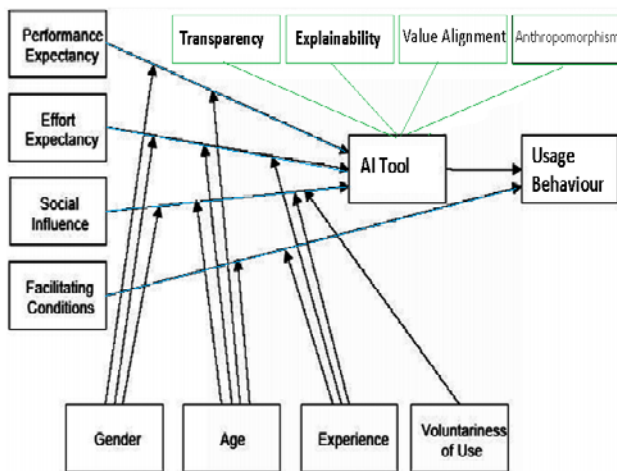 Performance
Expectancy
Transparency
Explainability
Value Alignment
Anthropomorphism
Effort
Expectancy
AI Tool
Usage
Behaviour
Social
Influence
Facilitating
Conditions
Gender
Age
Experience
Voluntariness
of Use